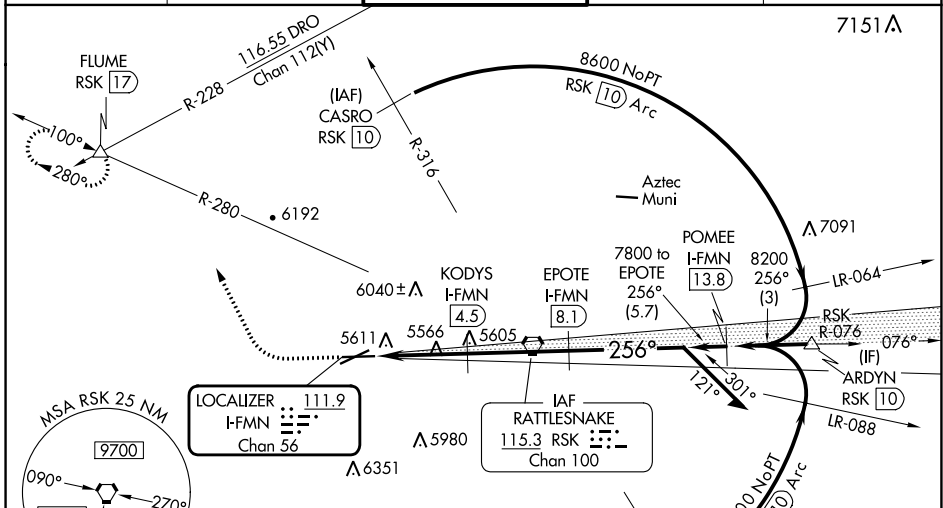 7151
116.55 DRO
Chan 112(Y)
R-228
FLUME
RSK 17
100°
280°
(IAF)
CASRO
RSK 10
R-316
8600 NoPT
RSK 10 Arc
Aztec
Muni
7091
R-280
6192
6040±
KODYS
I-FMN
4.5
EPOTE
I-FMN
8.1
7800 to
EPOTE
256°
(5.7)
POMEE
I-FMN
13.8
8200
256°
(3)
LR-064
RSK
R-076
076°
5611
5566
5605
256°
(IF)
ARDYN
RSK 10
121°
301°
LR-088
LOCALIZER 111.9
I-FMN
Chan 56
IAF
RATTLESNAKE
115.3 RSK
Chan 100
5980
6351
MSA RSK 25 NM
9700
090°
270°
00 NoPT
Arc